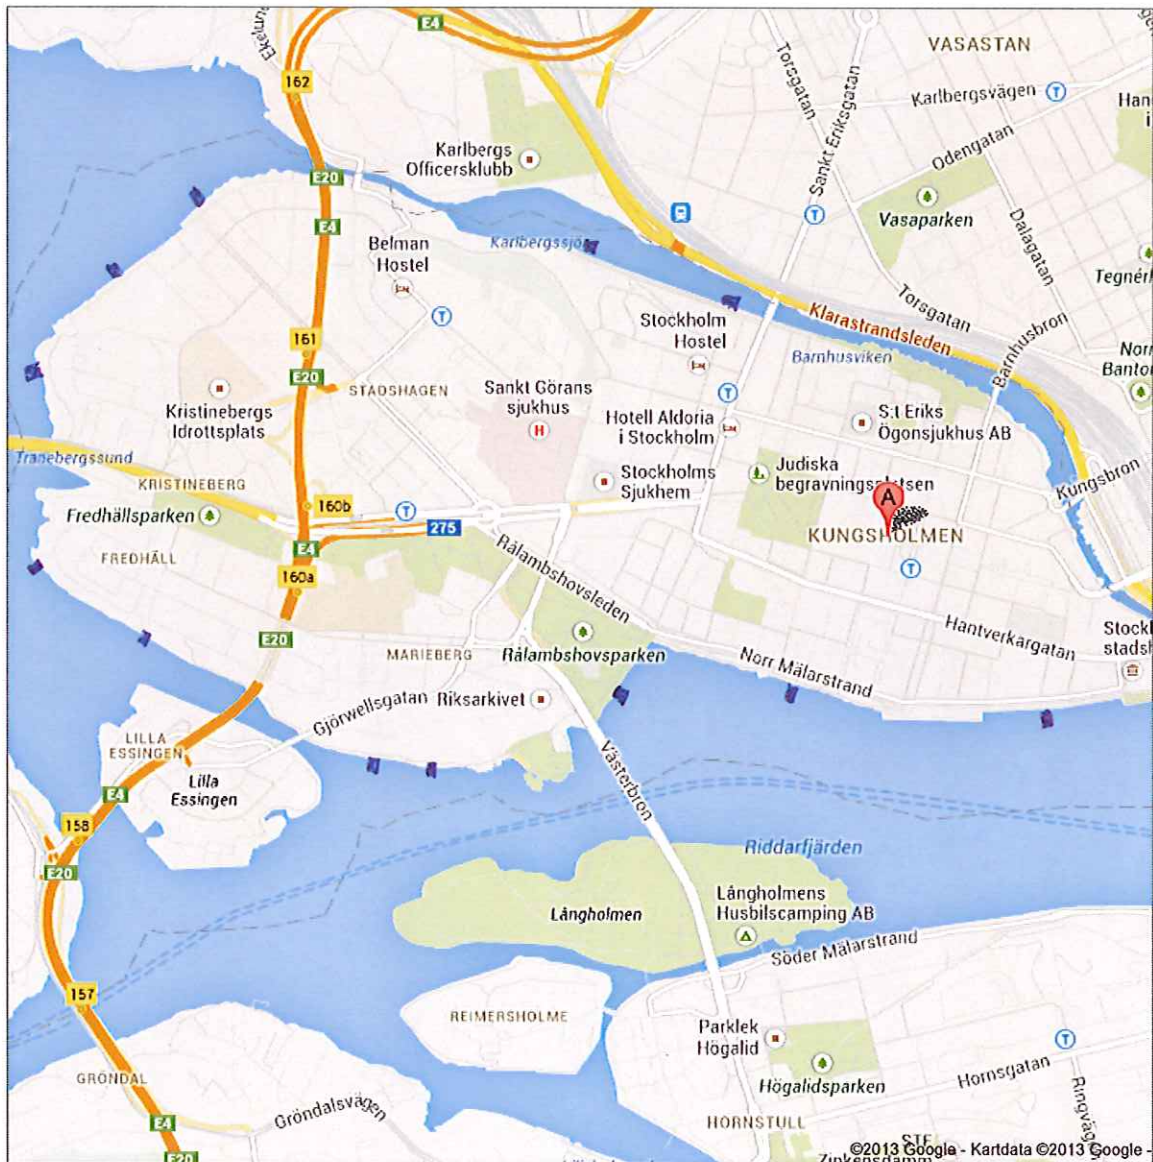 E4
VASASTAN
Torsgatan
Sankt Eriksgatan
Karlbergsvägen
162
Odengatan
Karlbergs
Officersklubb
E20
Vasaparken
Dalagatan
E4
Belman
Hostel
Karlbergssjön
Torsgatan
Klarastrandsleden
Barnhusbron
Stockholm
Hostel
Barnhusviken
161
E20
STADSHAGEN
Kristinebergs
Idrottsplats
Sankt Görans
sjukhus
H
Hotell Aldoria
i Stockholm
S:t Eriks
Ögonsjukhus AB
Tranebergssund
KRISTINEBERG
Stockholms
Sjukhem
Judiska
begravningsplatsen
Kungsbron
A
160b
Fredhällsparken
275
KUNGSHOLMEN
E4
FREDHÄLL
160a
Rålambshovsleden
Hantverkargatan
E20
MARIEBERG
Rålambshovsparken
Norr Mälarstrand
Riksarkivet
Gjörwellsgatan
LILLA
ESSINGEN
Lilla
Essingen
E4
Västerbron
158
Riddarfjärden
E20
Långholmen
Långholmens
Husbilscamping AB
Söder Mälarstrand
157
REIMERSHOLME
Parklek
Högalid
Högalidsparken
Hornsgatan
GRÖNDAL
Gröndalsvägen
HORNSTULL
E4
E20
©2013 Google - Kartdata ©2013 Google -